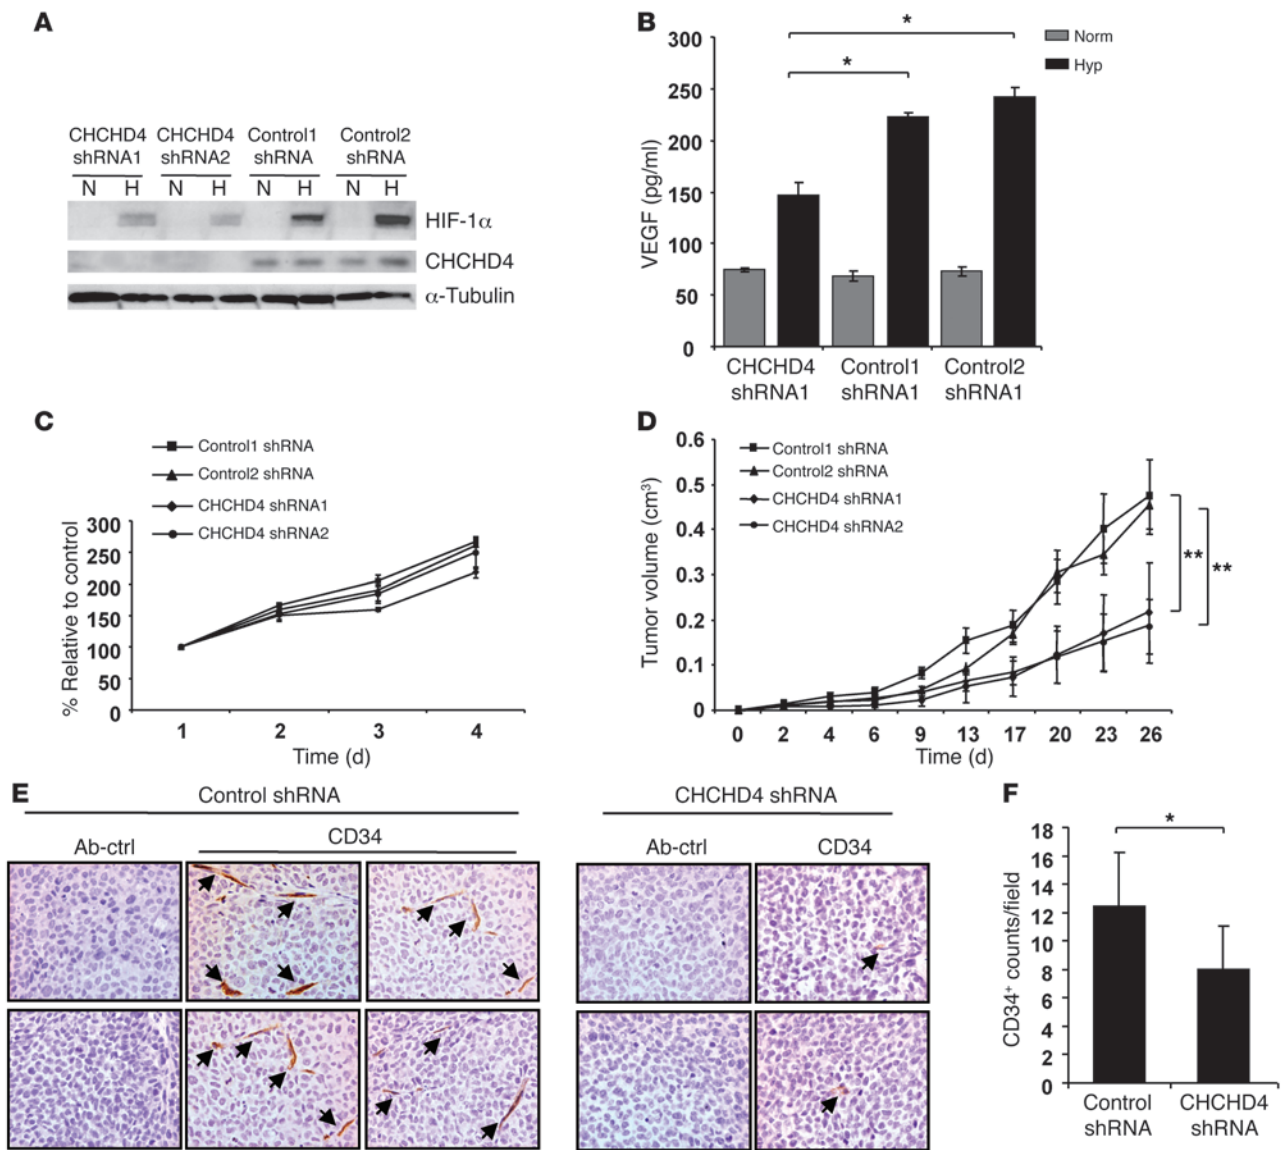 A
CHCHD4 CHCHD4 Control1 Control2
shRNA1 shRNA2 shRNA shRNA
N H N H N H N H
HIF-1α
CHCHD4
α-Tubulin
B
*
*
Norm
Hyp
VEGF (pg/ml)
300
250
200
150
100
50
0
CHCHD4 Control1 Control2
shRNA1 shRNA1 shRNA1
C
Control1 shRNA
Control2 shRNA
CHCHD4 shRNA1
CHCHD4 shRNA2
% Relative to control
300
250
200
150
100
50
0
1 2 3 4
Time (d)
D
Control1 shRNA
Control2 shRNA
CHCHD4 shRNA1
CHCHD4 shRNA2
Tumor volume (cm³)
0.6
0.5
0.4
0.3
0.2
0.1
0
**
**
0 2 4 6 9 13 17 20 23 26
Time (d)
E
Control shRNA
Ab-ctrl CD34
CHCHD4 shRNA
Ab-ctrl CD34
F
*
CD34⁺ counts/field
18
16
14
12
10
8
6
4
2
0
Control CHCHD4
shRNA shRNA